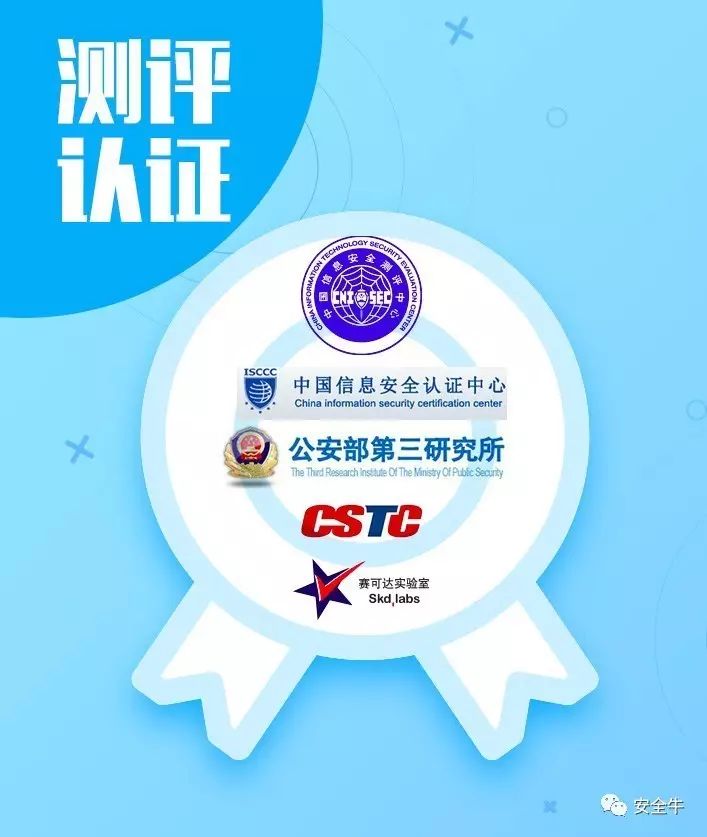 测评
认证
CHINA INFORMATION TECHNOLOGY SECURITY EVALUATION CENTER
中国信息安全测评中心
CNITSEC
ISCCC
中国信息安全认证中心
China information security certification center
公安部第三研究所
The Third Research Institute Of The Ministry Of Public Security
CSTC
赛可达实验室
Skd labs
安全牛